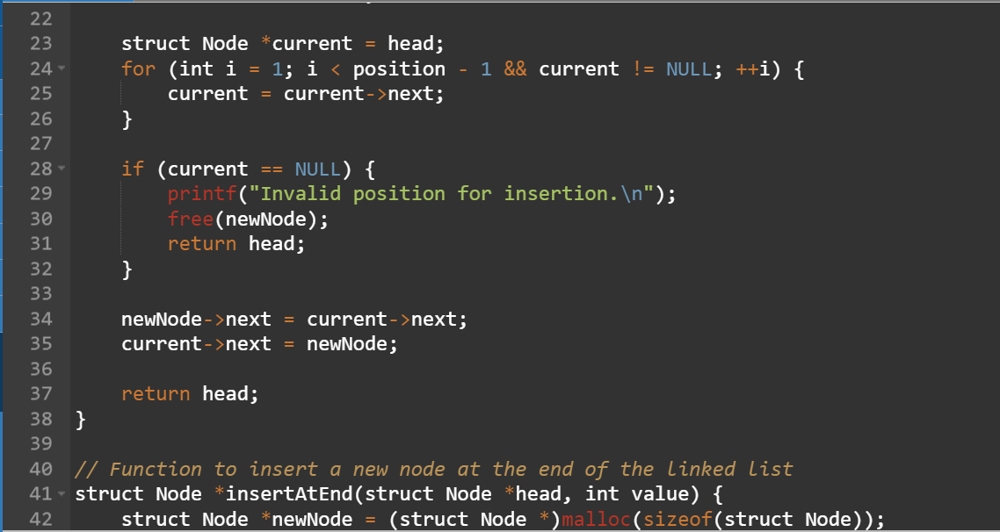 22
23 struct Node *current = head;
24 for (int i = 1; i < position - 1 && current != NULL; ++i) {
25 current = current->next;
26 }
27
28 if (current == NULL) {
29 printf("Invalid position for insertion.\n");
30 free(newNode);
31 return head;
32 }
33
34 newNode->next = current->next;
35 current->next = newNode;
36
37 return head;
38 }
39
40 // Function to insert a new node at the end of the linked list
41 struct Node *insertAtEnd(struct Node *head, int value) {
42 struct Node *newNode = (struct Node *)malloc(sizeof(struct Node));